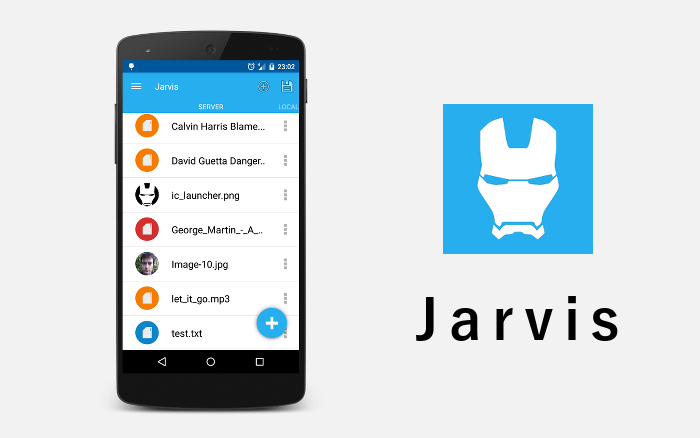 23:02
Jarvis
SERVER
LOCAL
Calvin Harris Blame...
David Guetta Danger..
ic_launcher.png
George_Martin_-_A_..
Image-10.jpg
let_it_go.mp3
test.txt
Jarvis